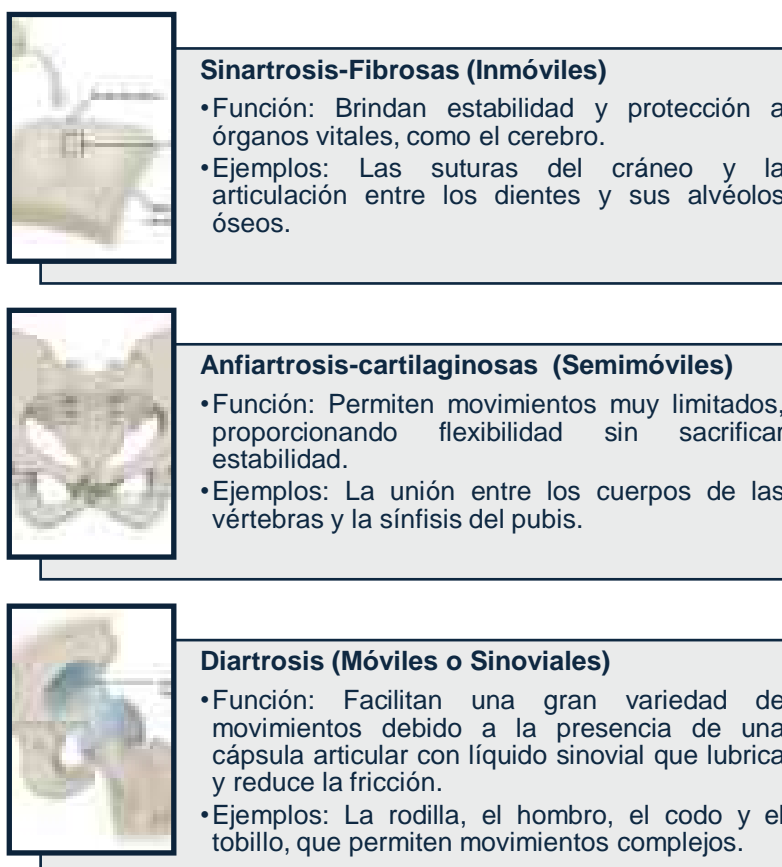 Sinartrosis-Fibrosas (Inmóviles)
•Función: Brindan estabilidad y protección a
órganos vitales, como el cerebro.
•Ejemplos: Las suturas del cráneo y la
articulación entre los dientes y sus alvéolos
óseos.
Anfiartrosis-cartilaginosas (Semimóviles)
•Función: Permiten movimientos muy limitados,
proporcionando flexibilidad sin sacrificar
estabilidad.
•Ejemplos: La unión entre los cuerpos de las
vértebras y la sínfisis del pubis.
Diartrosis (Móviles o Sinoviales)
•Función: Facilitan una gran variedad de
movimientos debido a la presencia de una
cápsula articular con líquido sinovial que lubrica
y reduce la fricción.
•Ejemplos: La rodilla, el hombro, el codo y el
tobillo, que permiten movimientos complejos.